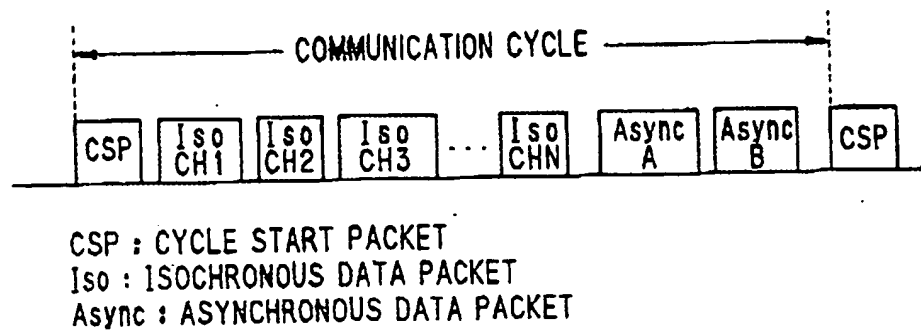 COMMUNICATION CYCLE
CSP Iso CH1 Iso CH2 Iso CH3 .... Iso CHN Async A Async B CSP
CSP : CYCLE START PACKET
Iso : ISOCHRONOUS DATA PACKET
Async : ASYNCHRONOUS DATA PACKET